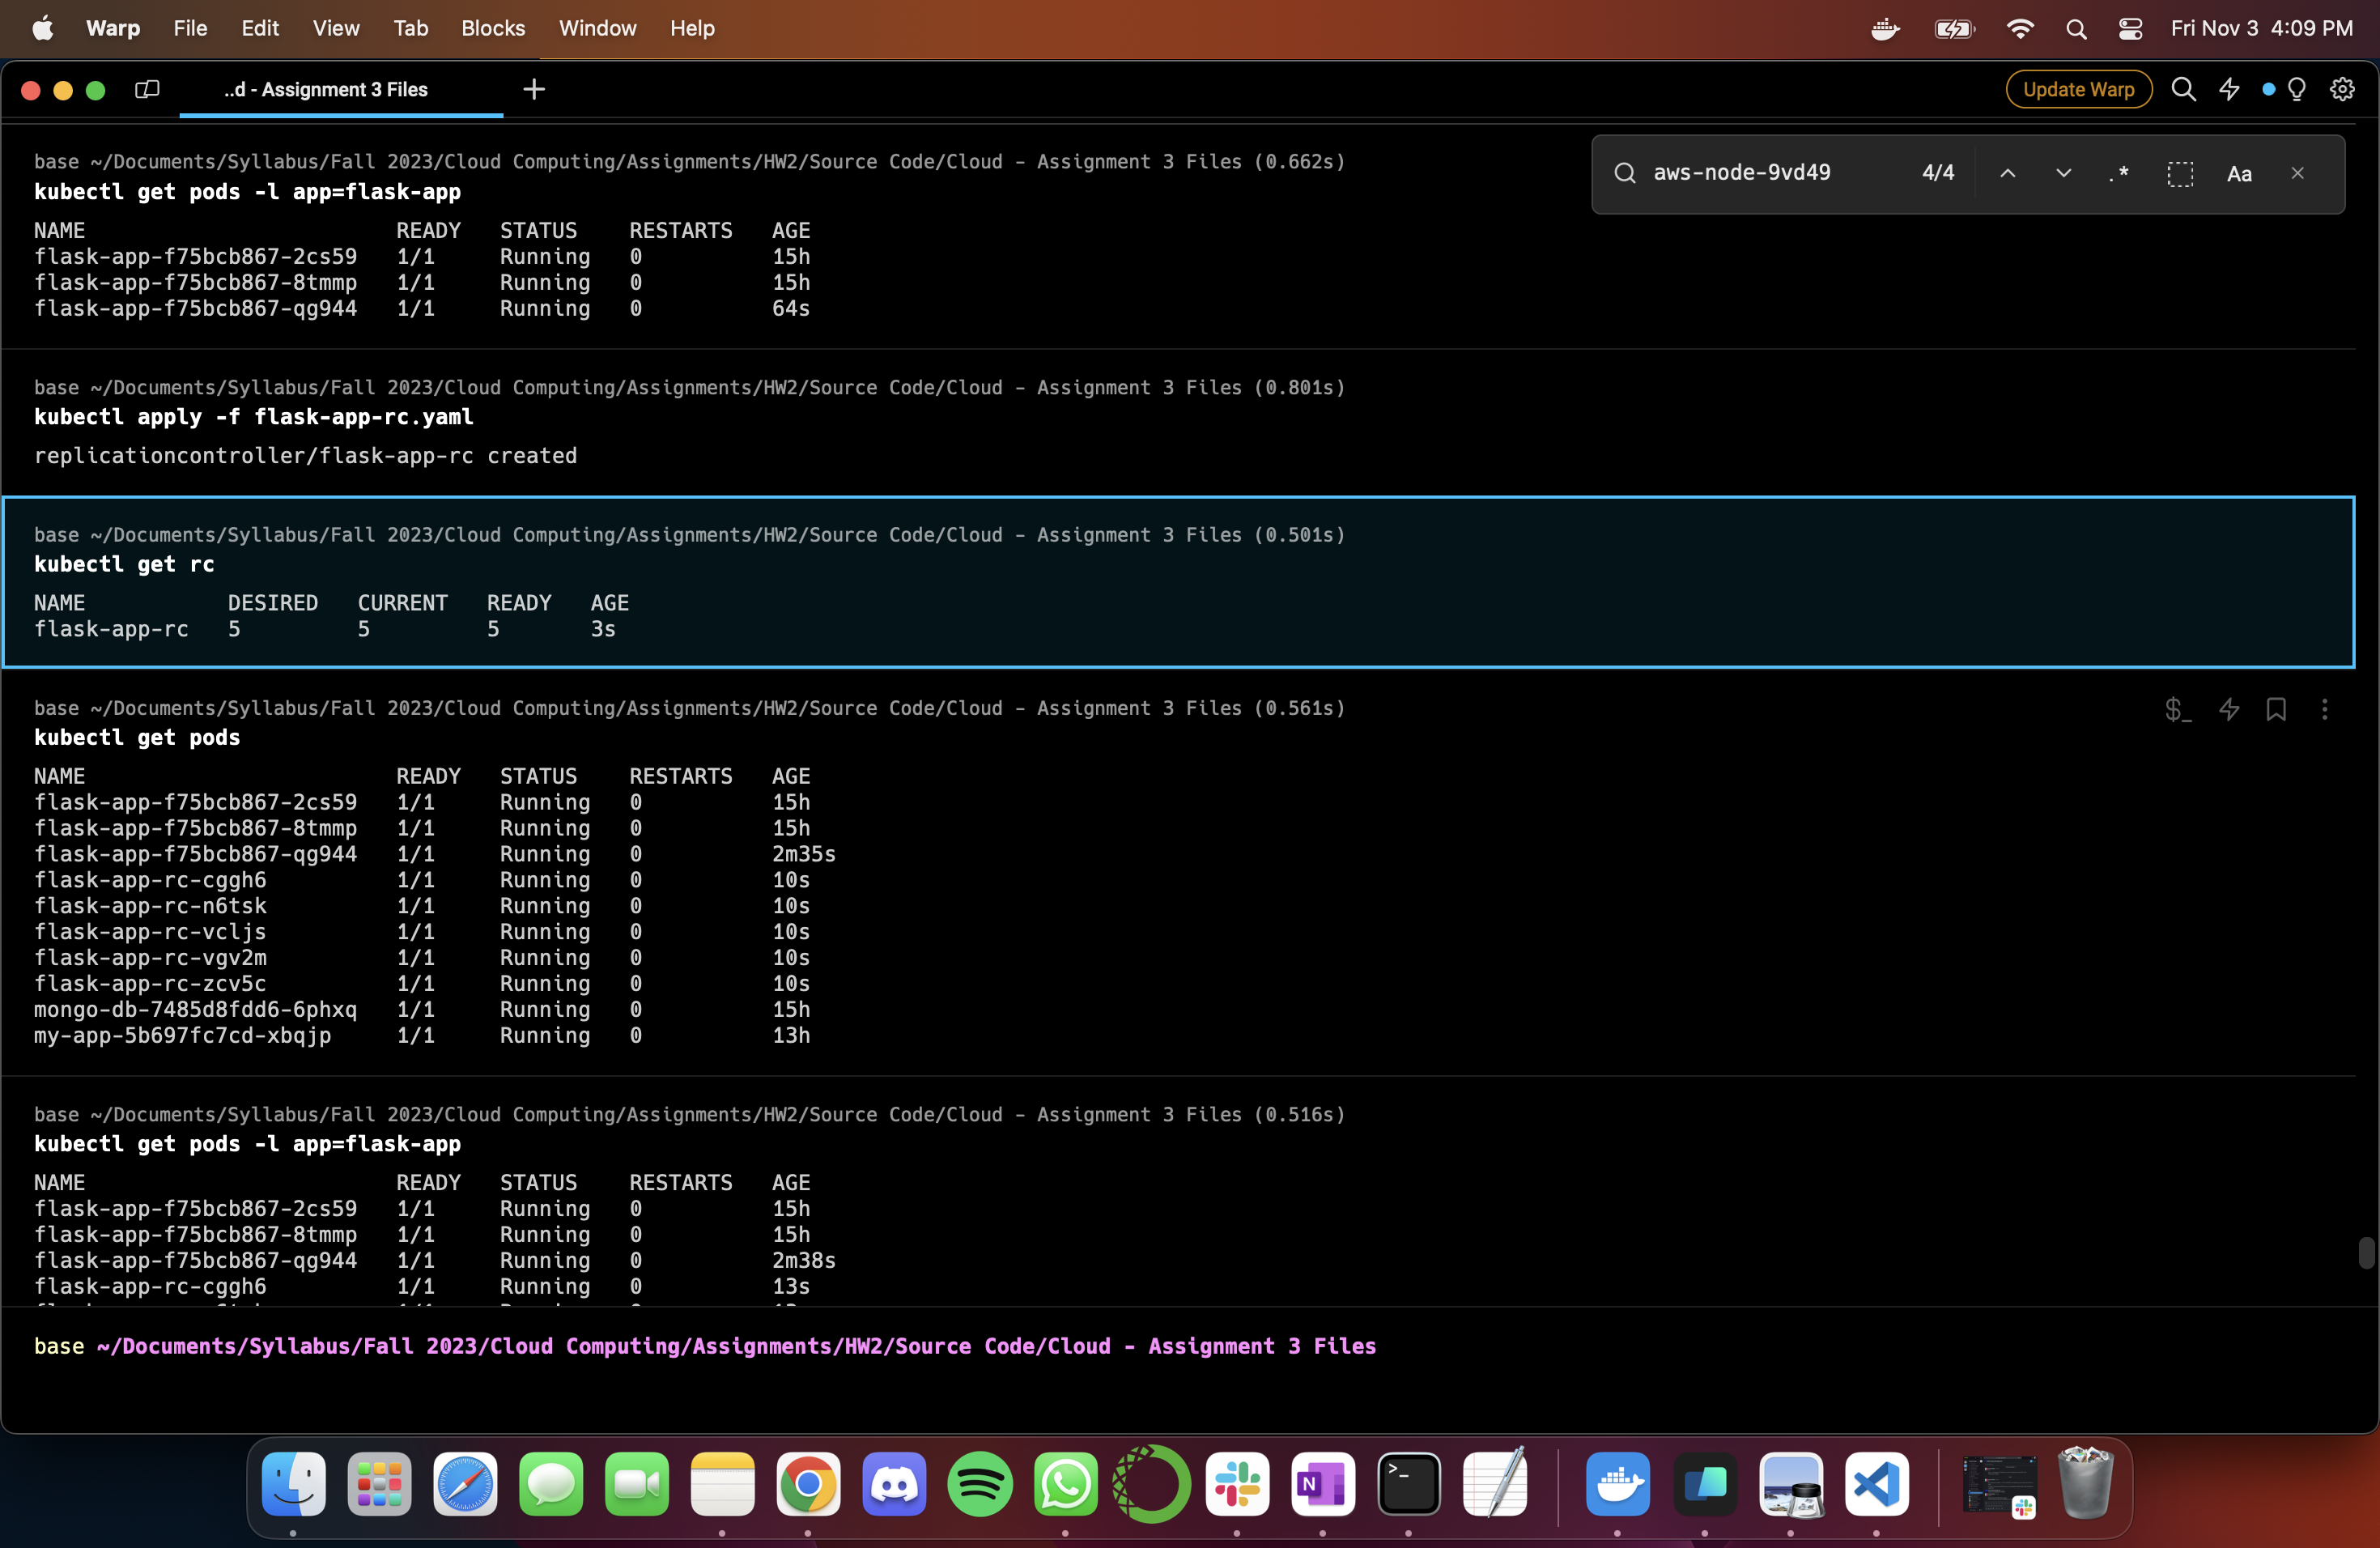 Warp File Edit View Tab Blocks Window Help Fri Nov 3 4:09 PM
..d - Assignment 3 Files Update Warp
aws-node-9vd49 4/4 .* Aa
base ~/Documents/Syllabus/Fall 2023/Cloud Computing/Assignments/HW2/Source Code/Cloud - Assignment 3 Files (0.662s)
kubectl get pods -l app=flask-app
NAME READY STATUS RESTARTS AGE
flask-app-f75bcb867-2cs59 1/1 Running 0 15h
flask-app-f75bcb867-8tmmp 1/1 Running 0 15h
flask-app-f75bcb867-qg944 1/1 Running 0 64s
base ~/Documents/Syllabus/Fall 2023/Cloud Computing/Assignments/HW2/Source Code/Cloud - Assignment 3 Files (0.801s)
kubectl apply -f flask-app-rc.yaml
replicationcontroller/flask-app-rc created
base ~/Documents/Syllabus/Fall 2023/Cloud Computing/Assignments/HW2/Source Code/Cloud - Assignment 3 Files (0.501s)
kubectl get rc
NAME DESIRED CURRENT READY AGE
flask-app-rc 5 5 5 3s
base ~/Documents/Syllabus/Fall 2023/Cloud Computing/Assignments/HW2/Source Code/Cloud - Assignment 3 Files (0.561s)
$_
kubectl get pods
NAME READY STATUS RESTARTS AGE
flask-app-f75bcb867-2cs59 1/1 Running 0 15h
flask-app-f75bcb867-8tmmp 1/1 Running 0 15h
flask-app-f75bcb867-qg944 1/1 Running 0 2m35s
flask-app-rc-cggh6 1/1 Running 0 10s
flask-app-rc-n6tsk 1/1 Running 0 10s
flask-app-rc-vcljs 1/1 Running 0 10s
flask-app-rc-vgv2m 1/1 Running 0 10s
flask-app-rc-zcv5c 1/1 Running 0 10s
mongo-db-7485d8fdd6-6phxq 1/1 Running 0 15h
my-app-5b697fc7cd-xbqjp 1/1 Running 0 13h
base ~/Documents/Syllabus/Fall 2023/Cloud Computing/Assignments/HW2/Source Code/Cloud - Assignment 3 Files (0.516s)
kubectl get pods -l app=flask-app
NAME READY STATUS RESTARTS AGE
flask-app-f75bcb867-2cs59 1/1 Running 0 15h
flask-app-f75bcb867-8tmmp 1/1 Running 0 15h
flask-app-f75bcb867-qg944 1/1 Running 0 2m38s
flask-app-rc-cggh6 1/1 Running 0 13s
base ~/Documents/Syllabus/Fall 2023/Cloud Computing/Assignments/HW2/Source Code/Cloud - Assignment 3 Files
N
>_